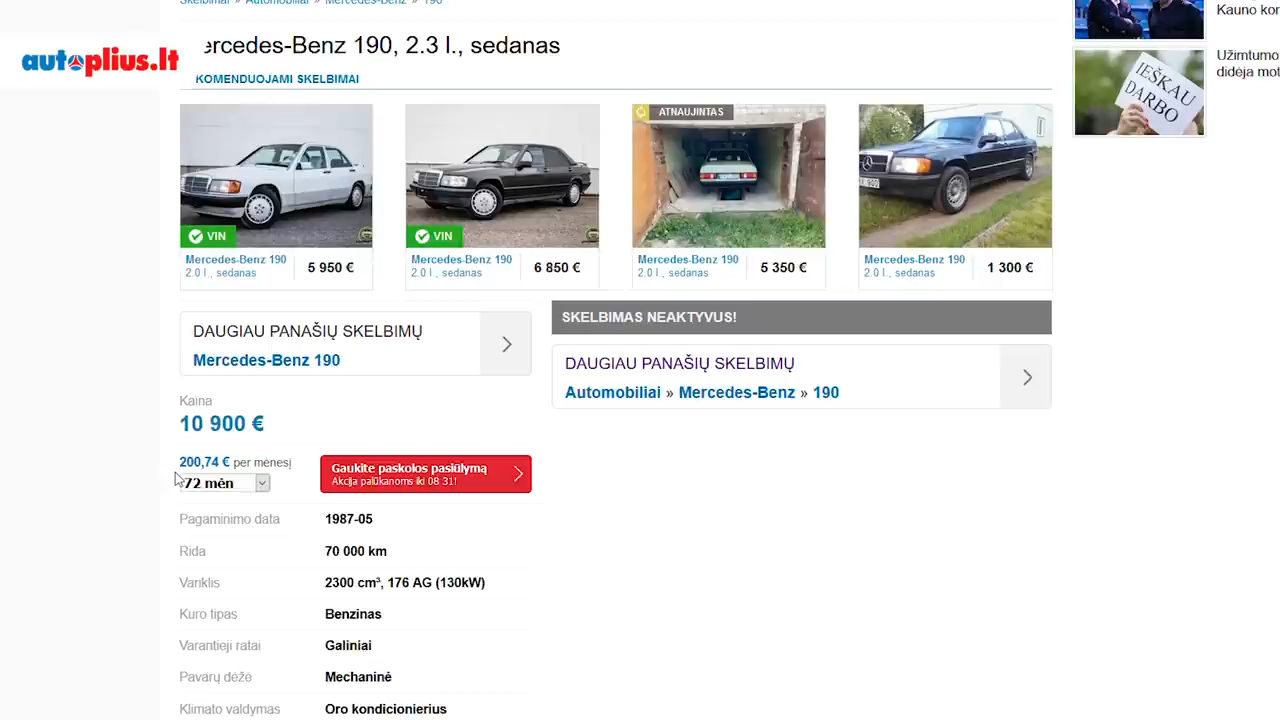 Skelbimai » Automobiliai » Mercedes-Benz » 190
autoplius.lt
ercedes-Benz 190, 2.3 l., sedanas
KOMENDUOJAMI SKELBIMAI
VIN
Mercedes-Benz 190
2.0 l., sedanas
5 950 €
VIN
Mercedes-Benz 190
2.0 l., sedanas
6 850 €
ATNAUJINTAS
Mercedes-Benz 190
2.0 l., sedanas
5 350 €
Mercedes-Benz 190
2.0 l., sedanas
1 300 €
DAUGIAU PANAŠIŲ SKELBIMŲ
Mercedes-Benz 190
SKELBIMAS NEAKTYVUS!
DAUGIAU PANAŠIŲ SKELBIMŲ
Automobiliai » Mercedes-Benz » 190
Kaina
10 900 €
200,74 € per mėnesį
72 mėn
Gaukite paskolos pasiūlymą
Akcija palūkanoms iki 08 31!
Pagaminimo data 1987-05
Rida 70 000 km
Variklis 2300 cm³, 176 AG (130kW)
Kuro tipas Benzinas
Varantieji ratai Galiniai
Pavarų dėžė Mechaninė
Klimato valdymas Oro kondicionierius
Kauno kor
IEŠKAU
DARBO
Užimtumo
didėja mot